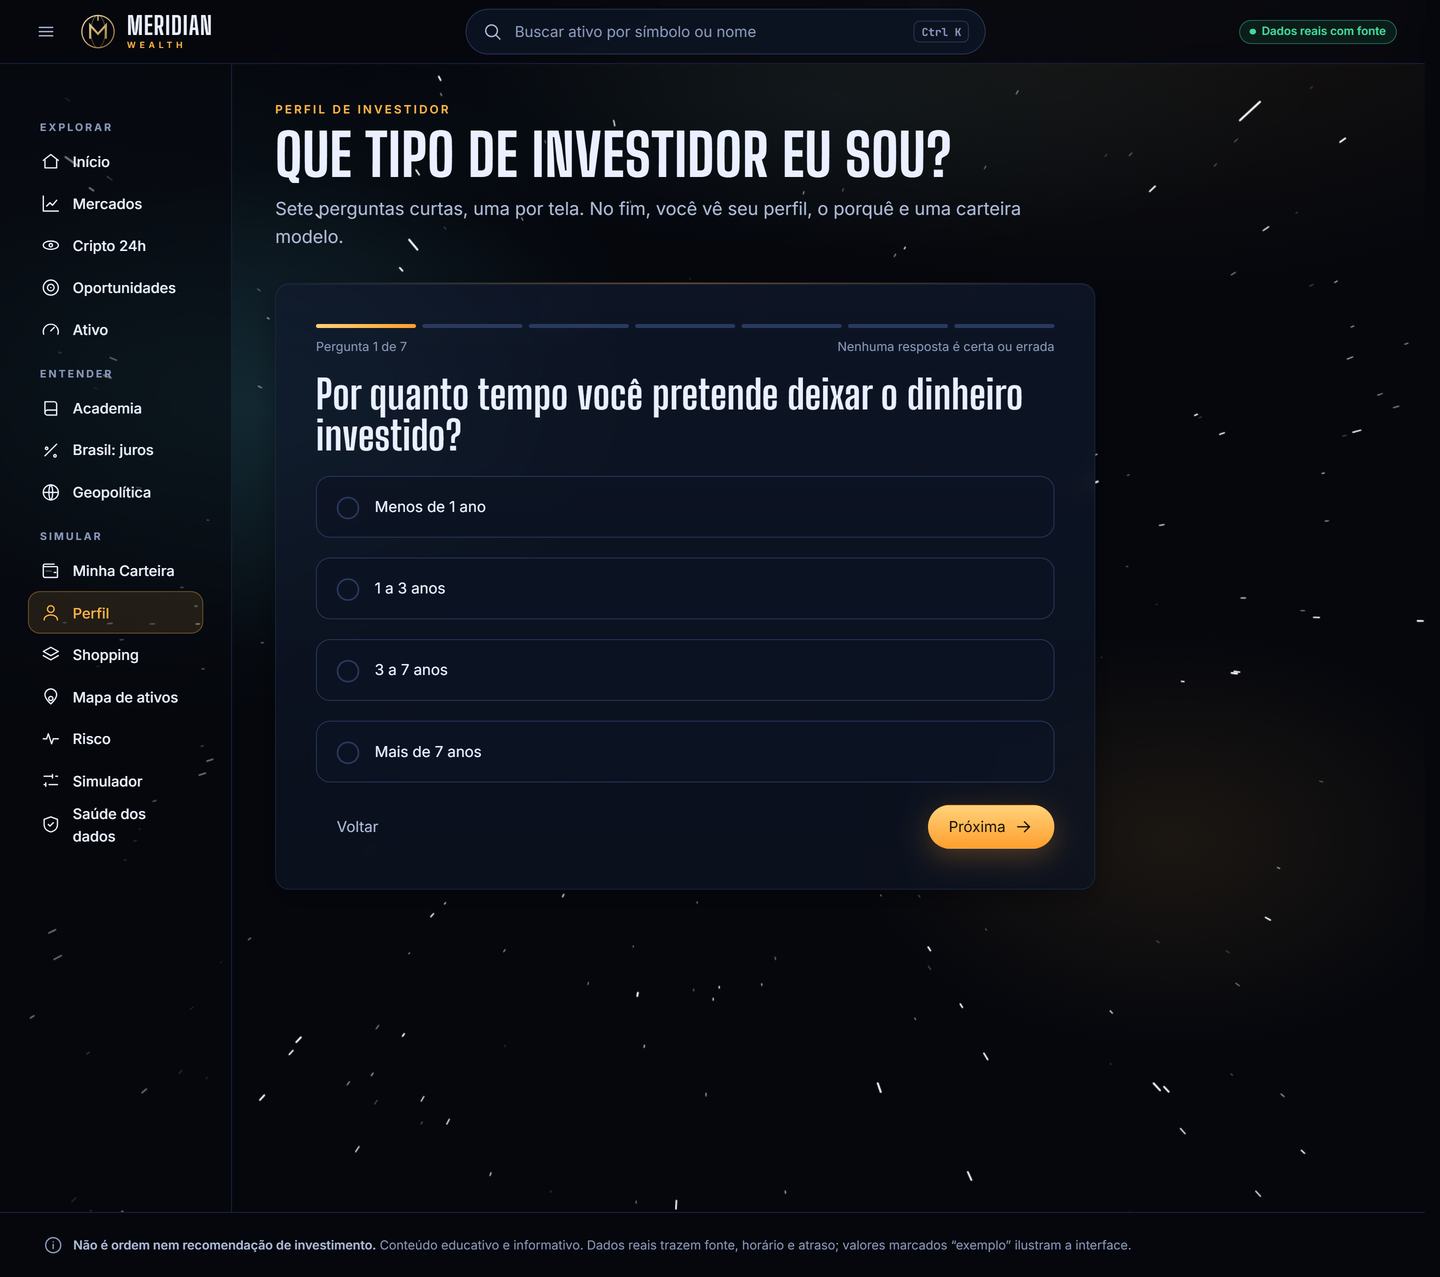 MERIDIAN
WEALTH
Buscar ativo por símbolo ou nome
Ctrl K
Dados reais com fonte
EXPLORAR
Início
Mercados
Cripto 24h
Oportunidades
Ativo
ENTENDER
Academia
Brasil: juros
Geopolítica
SIMULAR
Minha Carteira
Perfil
Shopping
Mapa de ativos
Risco
Simulador
Saúde dos
dados
PERFIL DE INVESTIDOR
QUE TIPO DE INVESTIDOR EU SOU?
Sete perguntas curtas, uma por tela. No fim, você vê seu perfil, o porquê e uma carteira
modelo.
Pergunta 1 de 7
Nenhuma resposta é certa ou errada
Por quanto tempo você pretende deixar o dinheiro
investido?
Menos de 1 ano
1 a 3 anos
3 a 7 anos
Mais de 7 anos
Voltar
Próxima
Não é ordem nem recomendação de investimento. Conteúdo educativo e informativo. Dados reais trazem fonte, horário e atraso; valores marcados “exemplo” ilustram a interface.